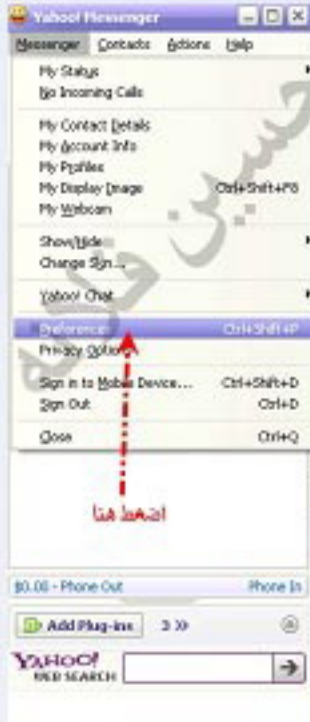 Yahoo! Messenger
Messenger Contacts Actions Help
My Status
No Incoming Calls
My Contact Details
My Account Info
My Profiles
My Display Image Ctrl+Shift+F8
My Webcam
Show/Hide
Change Skin...
Yahoo! Chat
Preferences Ctrl+Shift+P
Privacy Options
Sign in to Mobile Device... Ctrl+Shift+D
Sign Out Ctrl+D
Close Ctrl+Q
اضغط هنا
$0.00 - Phone Out Phone In
Add Plug-ins 3 »
YAHOO!
WEB SEARCH
حسين